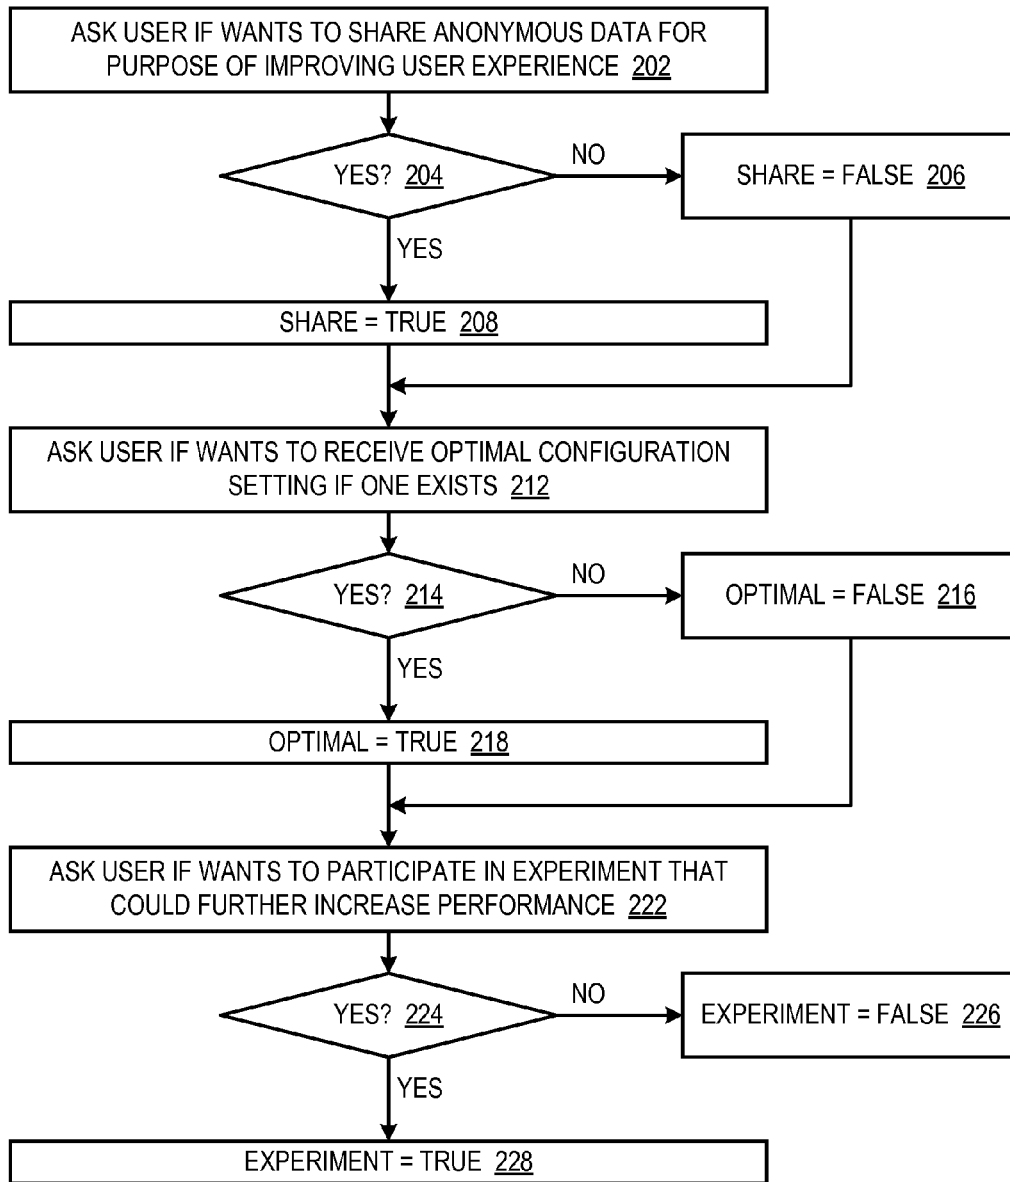 ASK USER IF WANTS TO SHARE ANONYMOUS DATA FOR
PURPOSE OF IMPROVING USER EXPERIENCE 202
YES? 204
NO
SHARE = FALSE 206
YES
SHARE = TRUE 208
ASK USER IF WANTS TO RECEIVE OPTIMAL CONFIGURATION
SETTING IF ONE EXISTS 212
YES? 214
NO
OPTIMAL = FALSE 216
YES
OPTIMAL = TRUE 218
ASK USER IF WANTS TO PARTICIPATE IN EXPERIMENT THAT
COULD FURTHER INCREASE PERFORMANCE 222
YES? 224
NO
EXPERIMENT = FALSE 226
YES
EXPERIMENT = TRUE 228